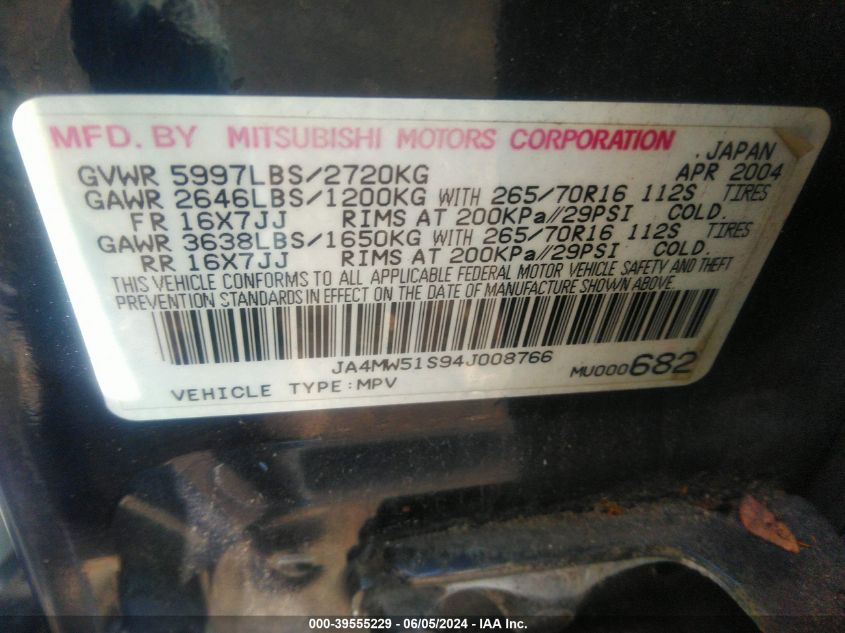 MFD. BY MITSUBISHI MOTORS CORPORATION
. JAPAN
GVWR 5997LBS/2720KG APR 2004
GAWR 2646LBS/1200KG WITH 265/70R16 112S TIRES
FR 16X7JJ RIMS AT 200KPa//29PSI COLD.
GAWR 3638LBS/1650KG WITH 265/70R16 112S TIRES
RR 16X7JJ RIMS AT 200KPa//29PSI COLD.
THIS VEHICLE CONFORMS TO ALL APPLICABLE FEDERAL MOTOR VEHICLE SAFETY AND THEFT
PREVENTION STANDARDS IN EFFECT ON THE DATE OF MANUFACTURE SHOWN ABOVE.
JA4MW51S94J008766
MU000682
VEHICLE TYPE:MPV
000-39555229 - 06/05/2024 - IAA Inc.